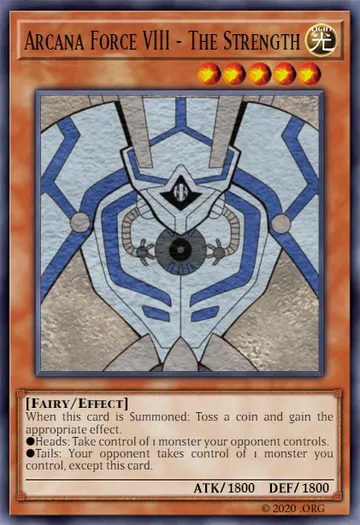 ARCANA FORCE VIII - THE STRENGTH
LIGHT
光
[FAIRY/EFFECT]
When this card is Summoned: Toss a coin and gain the
appropriate effect.
●Heads: Take control of 1 monster your opponent controls.
●Tails: Your opponent takes control of 1 monster you
control, except this card.
ATK/1800 DEF/1800
© 2020 .ORG